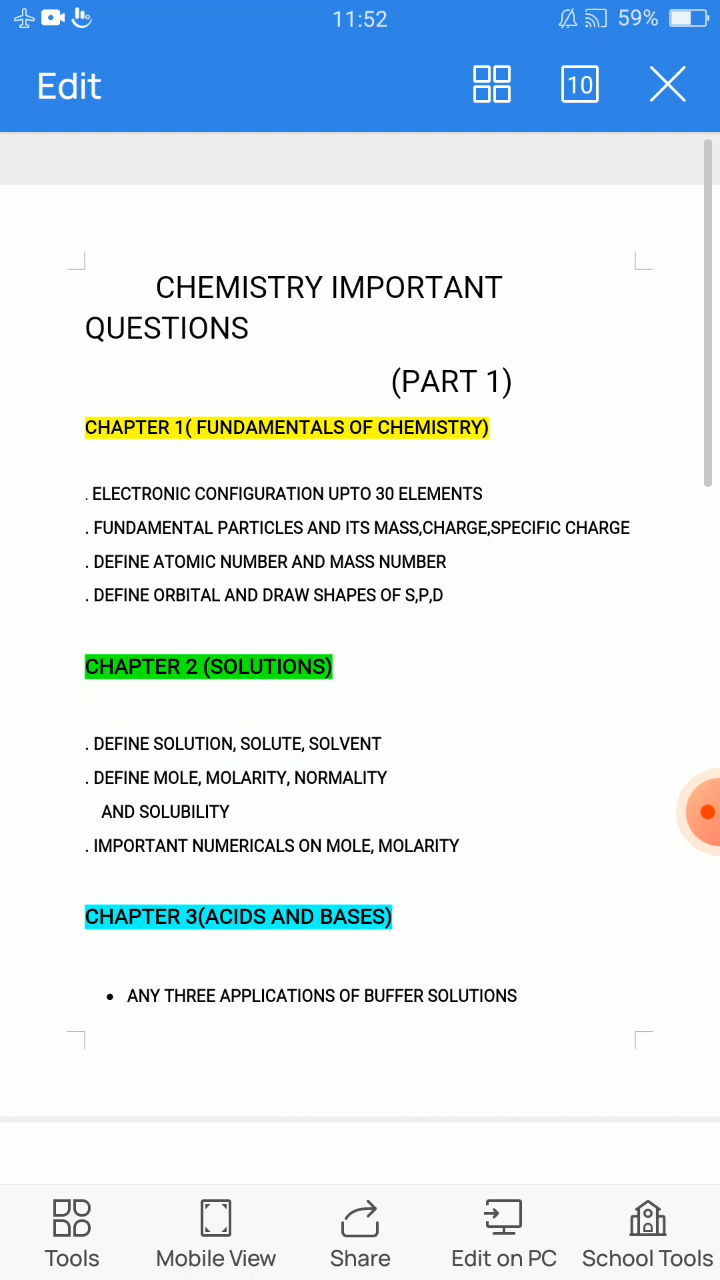 11:52
59%
Edit
10
CHEMISTRY IMPORTANT
QUESTIONS
(PART 1)
CHAPTER 1( FUNDAMENTALS OF CHEMISTRY)
. ELECTRONIC CONFIGURATION UPTO 30 ELEMENTS
. FUNDAMENTAL PARTICLES AND ITS MASS,CHARGE,SPECIFIC CHARGE
. DEFINE ATOMIC NUMBER AND MASS NUMBER
. DEFINE ORBITAL AND DRAW SHAPES OF S,P,D
CHAPTER 2 (SOLUTIONS)
. DEFINE SOLUTION, SOLUTE, SOLVENT
. DEFINE MOLE, MOLARITY, NORMALITY
AND SOLUBILITY
. IMPORTANT NUMERICALS ON MOLE, MOLARITY
CHAPTER 3(ACIDS AND BASES)
• ANY THREE APPLICATIONS OF BUFFER SOLUTIONS
Tools
Mobile View
Share
Edit on PC
School Tools